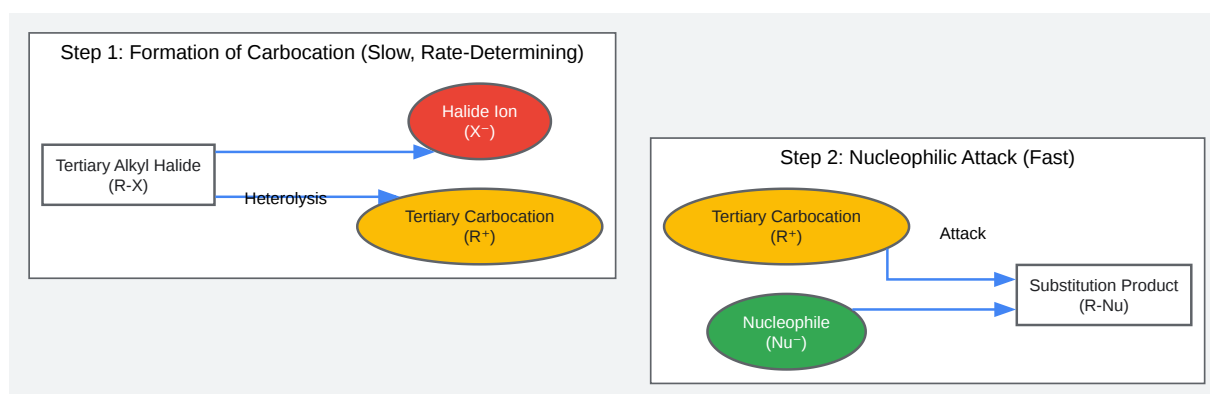 Step 1: Formation of Carbocation (Slow, Rate-Determining)
Halide Ion
(X⁻)
Tertiary Alkyl Halide
(R-X)
Heterolysis
Tertiary Carbocation
(R⁺)
Step 2: Nucleophilic Attack (Fast)
Tertiary Carbocation
(R⁺)
Attack
Nucleophile
(Nu⁻)
Substitution Product
(R-Nu)